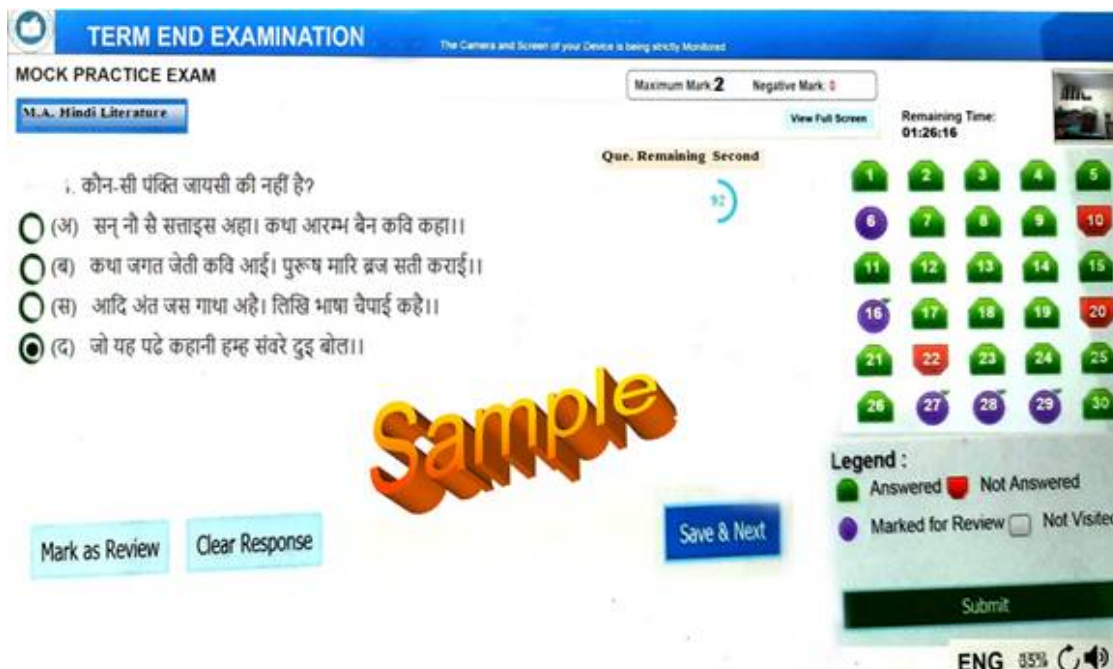 TERM END EXAMINATION
The Camera and Screen of your Device is being strictly Monitored
MOCK PRACTICE EXAM
Maximum Mark: 2 Negative Mark: 0
M.A. Hindi Literature
View Full Screen
Remaining Time:
01:26:16
Que. Remaining Second
92
. कौन-सी पंक्ति जायसी की नहीं है?
(अ) सन् नौ सै सत्ताइस अहा। कथा आरम्भ बैन कवि कहा।।
(ब) कथा जगत जेती कवि आई। पुरूष मारि ब्रज सती कराई।।
(स) आदि अंत जस गाथा अहै। लिखि भाषा चैपाई कहै।।
(द) जो यह पढे कहानी हम्ह संवरे दुइ बोल।।
1 2 3 4 5
6 7 8 9 10
11 12 13 14 15
16 17 18 19 20
21 22 23 24 25
26 27 28 29 30
Sample
Legend :
Answered Not Answered
Marked for Review Not Visited
Mark as Review Clear Response Save & Next
Submit
ENG